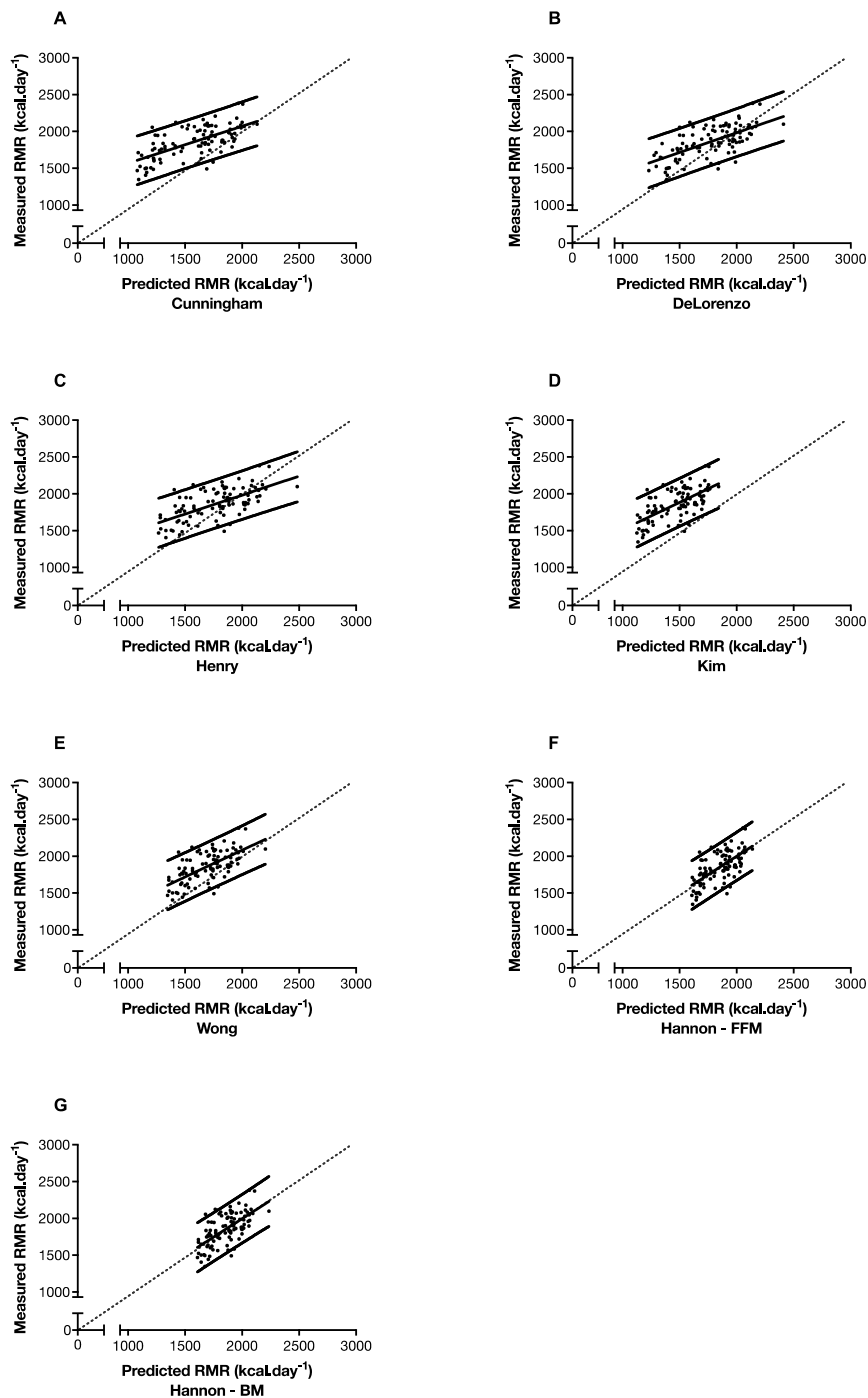 A
Measured RMR (kcal.day⁻¹)
3000
2500
2000
1500
1000
0
0 1000 1500 2000 2500 3000
Predicted RMR (kcal.day⁻¹)
Cunningham
B
Measured RMR (kcal.day⁻¹)
3000
2500
2000
1500
1000
0
0 1000 1500 2000 2500 3000
Predicted RMR (kcal.day⁻¹)
DeLorenzo
C
Measured RMR (kcal.day⁻¹)
3000
2500
2000
1500
1000
0
0 1000 1500 2000 2500 3000
Predicted RMR (kcal.day⁻¹)
Henry
D
Measured RMR (kcal.day⁻¹)
3000
2500
2000
1500
1000
0
0 1000 1500 2000 2500 3000
Predicted RMR (kcal.day⁻¹)
Kim
E
Measured RMR (kcal.day⁻¹)
3000
2500
2000
1500
1000
0
0 1000 1500 2000 2500 3000
Predicted RMR (kcal.day⁻¹)
Wong
F
Measured RMR (kcal.day⁻¹)
3000
2500
2000
1500
1000
0
0 1000 1500 2000 2500 3000
Predicted RMR (kcal.day⁻¹)
Hannon - FFM
G
Measured RMR (kcal.day⁻¹)
3000
2500
2000
1500
1000
0
0 1000 1500 2000 2500 3000
Predicted RMR (kcal.day⁻¹)
Hannon - BM